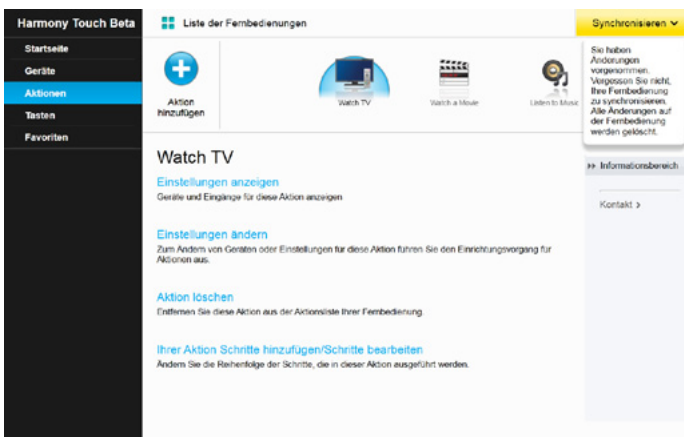 Harmony Touch Beta
Liste der Fernbedienungen
Synchronisieren
Startseite
Geräte
Aktionen
Tasten
Favoriten
Aktion
hinzufügen
Watch TV
Watch a Movie
Listen to Music
Sie haben
Änderungen
vorgenommen.
Vergessen Sie nicht,
Ihre Fernbedienung
zu synchronisieren.
Alle Änderungen auf
der Fernbedienung
werden gelöscht.
Informationsbereich
Kontakt >
Watch TV
Einstellungen anzeigen
Geräte und Eingänge für diese Aktion anzeigen
Einstellungen ändern
Zum Ändern von Geräten oder Einstellungen für diese Aktion führen Sie den Einrichtungsvorgang für
Aktionen aus.
Aktion löschen
Entfernen Sie diese Aktion aus der Aktionsliste Ihrer Fernbedienung.
Ihrer Aktion Schritte hinzufügen/Schritte bearbeiten
Ändern Sie die Reihenfolge der Schritte, die in dieser Aktion ausgeführt werden.